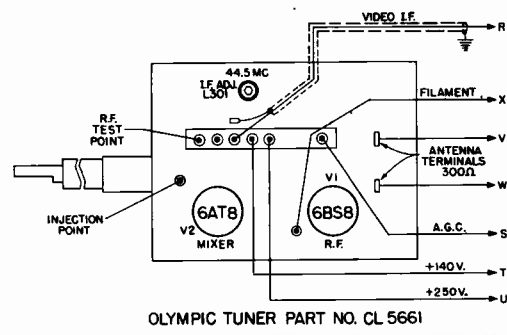 VIDEO I.F.
R
44.5 MC
I.F. ADJ.
L301
FILAMENT
X
R.F.
TEST
POINT
V
ANTENNA
TERMINALS
300Ω
W
INJECTION
POINT
V1
6AT8
6BS8
V2
MIXER
R.F.
A.G.C.
S
+140V.
T
+250V.
U
OLYMPIC TUNER PART NO. CL 5661